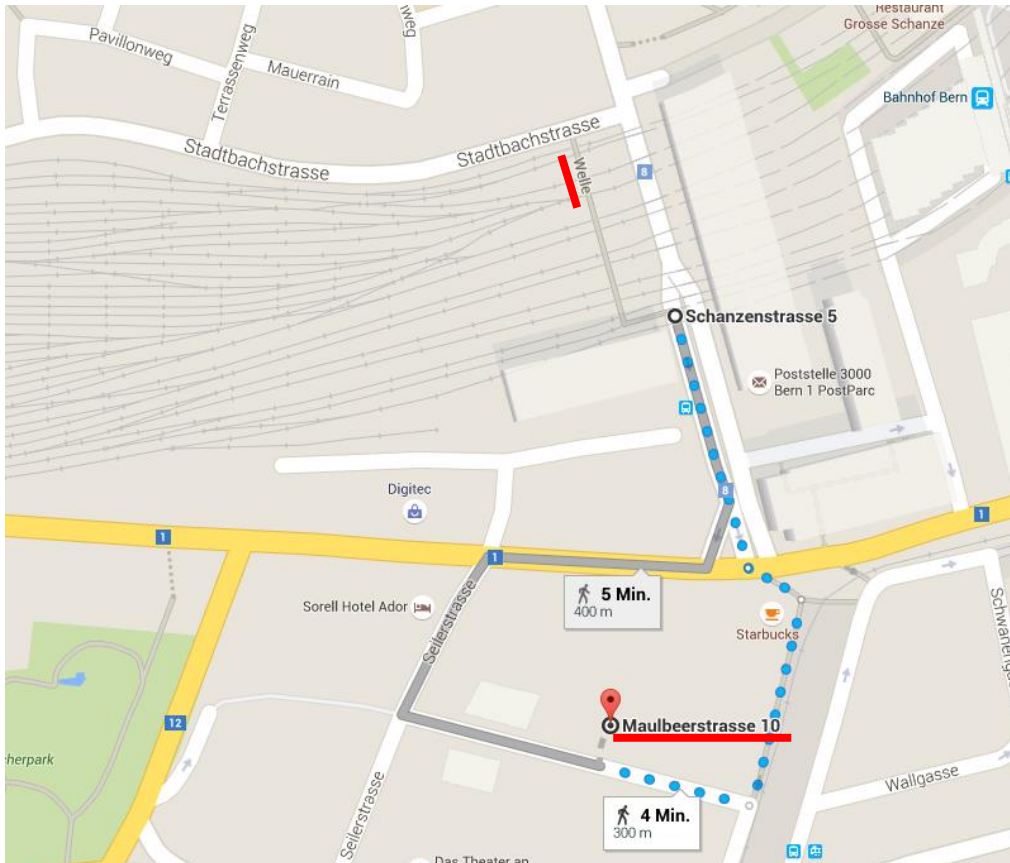 Restaurant
Grosse Schanze
Pavillonweg
Terrassenweg
Mauerrain
Bahnhof Bern
Stadtbachstrasse
Stadtbachstrasse
Welle
8
Schanzenstrasse 5
Poststelle 3000
Bern 1 PostParc
Digitec
8
1
1
1
5 Min.
400 m
Sorell Hotel Ador
Seilerstrasse
Starbucks
Maulbeerstrasse 10
12
cherpark
Wallgasse
4 Min.
300 m
Seilerstrasse
Das Theater an